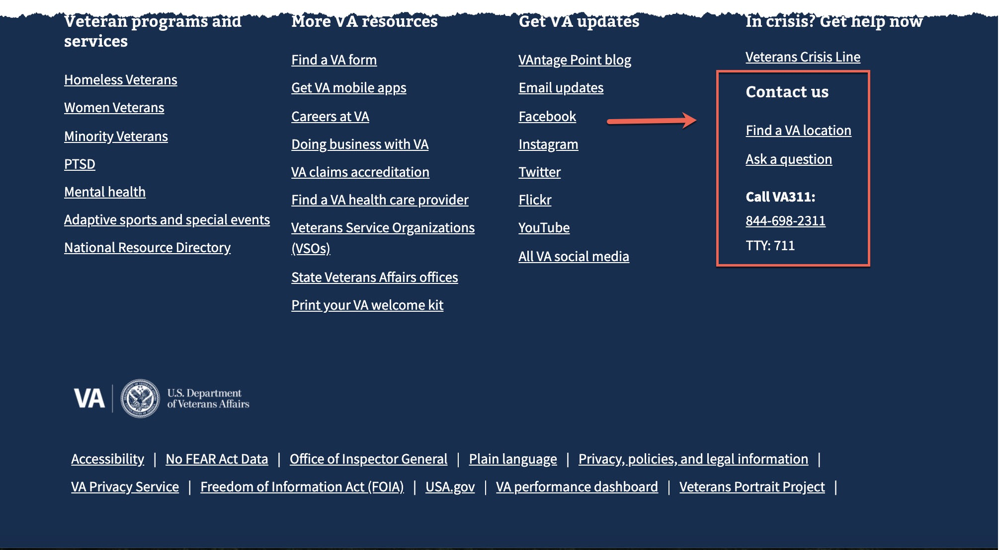 Veteran programs and
services
Homeless Veterans
Women Veterans
Minority Veterans
PTSD
Mental health
Adaptive sports and special events
National Resource Directory
More VA resources
Find a VA form
Get VA mobile apps
Careers at VA
Doing business with VA
VA claims accreditation
Find a VA health care provider
Veterans Service Organizations
(VSOs)
State Veterans Affairs offices
Print your VA welcome kit
Get VA updates
VAntage Point blog
Email updates
Facebook
Instagram
Twitter
Flickr
YouTube
All VA social media
In crisis? Get help now
Veterans Crisis Line
Contact us
Find a VA location
Ask a question
Call VA311:
844-698-2311
TTY: 711
VA
U.S. Department
of Veterans Affairs
Accessibility | No FEAR Act Data | Office of Inspector General | Plain language | Privacy, policies, and legal information |
VA Privacy Service | Freedom of Information Act (FOIA) | USA.gov | VA performance dashboard | Veterans Portrait Project |